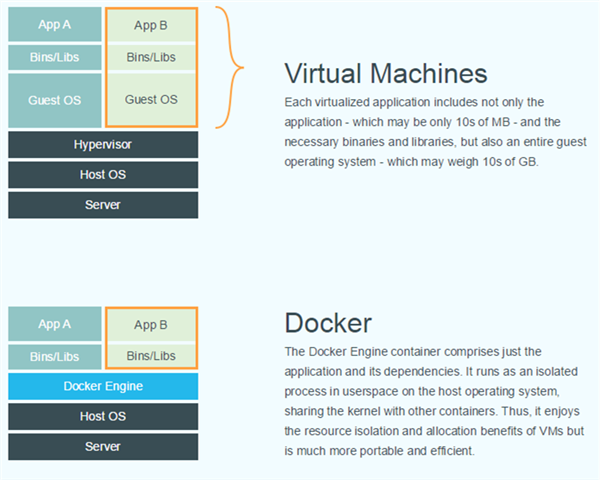 App A
App B
Bins/Libs
Bins/Libs
Guest OS
Guest OS
Hypervisor
Host OS
Server
Virtual Machines
Each virtualized application includes not only the
application - which may be only 10s of MB - and the
necessary binaries and libraries, but also an entire guest
operating system - which may weigh 10s of GB.
App A
App B
Bins/Libs
Bins/Libs
Docker Engine
Host OS
Server
Docker
The Docker Engine container comprises just the
application and its dependencies. It runs as an isolated
process in userspace on the host operating system,
sharing the kernel with other containers. Thus, it enjoys
the resource isolation and allocation benefits of VMs but
is much more portable and efficient.